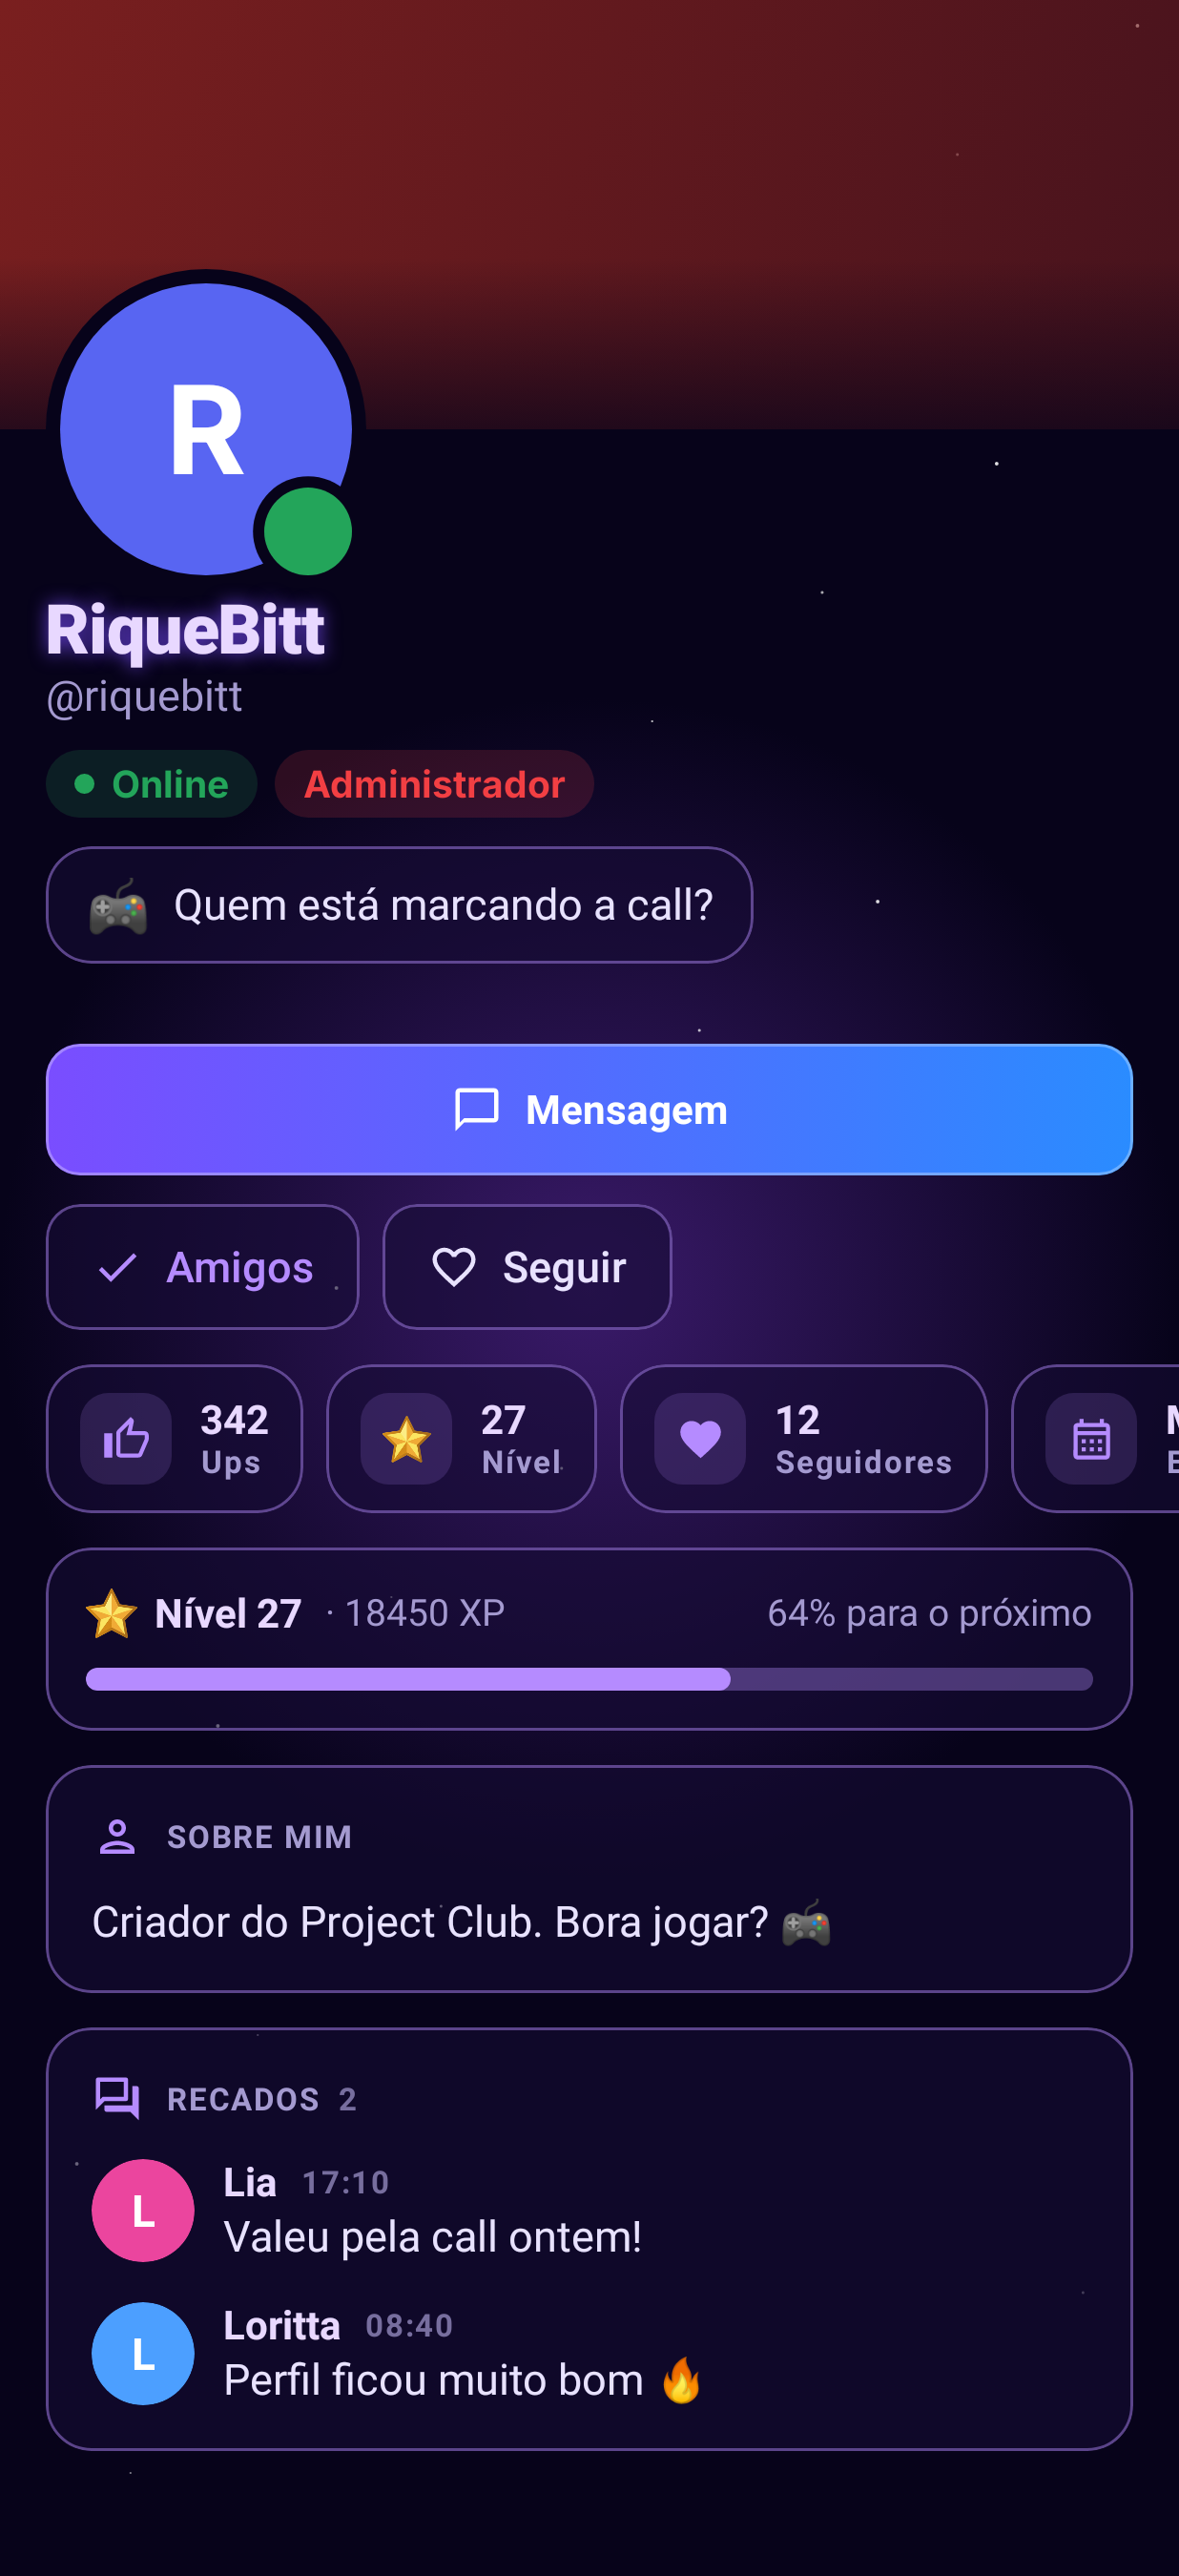 R
RiqueBitt
@riquebitt
Online
Administrador
🎮 Quem está marcando a call?
Mensagem
Amigos
Seguir
342
Ups
27
Nível
12
Seguidores
Nível 27 · 18450 XP
64% para o próximo
SOBRE MIM
Criador do Project Club. Bora jogar? 🎮
RECADOS 2
L
Lia 17:10
Valeu pela call ontem!
L
Loritta 08:40
Perfil ficou muito bom 🔥